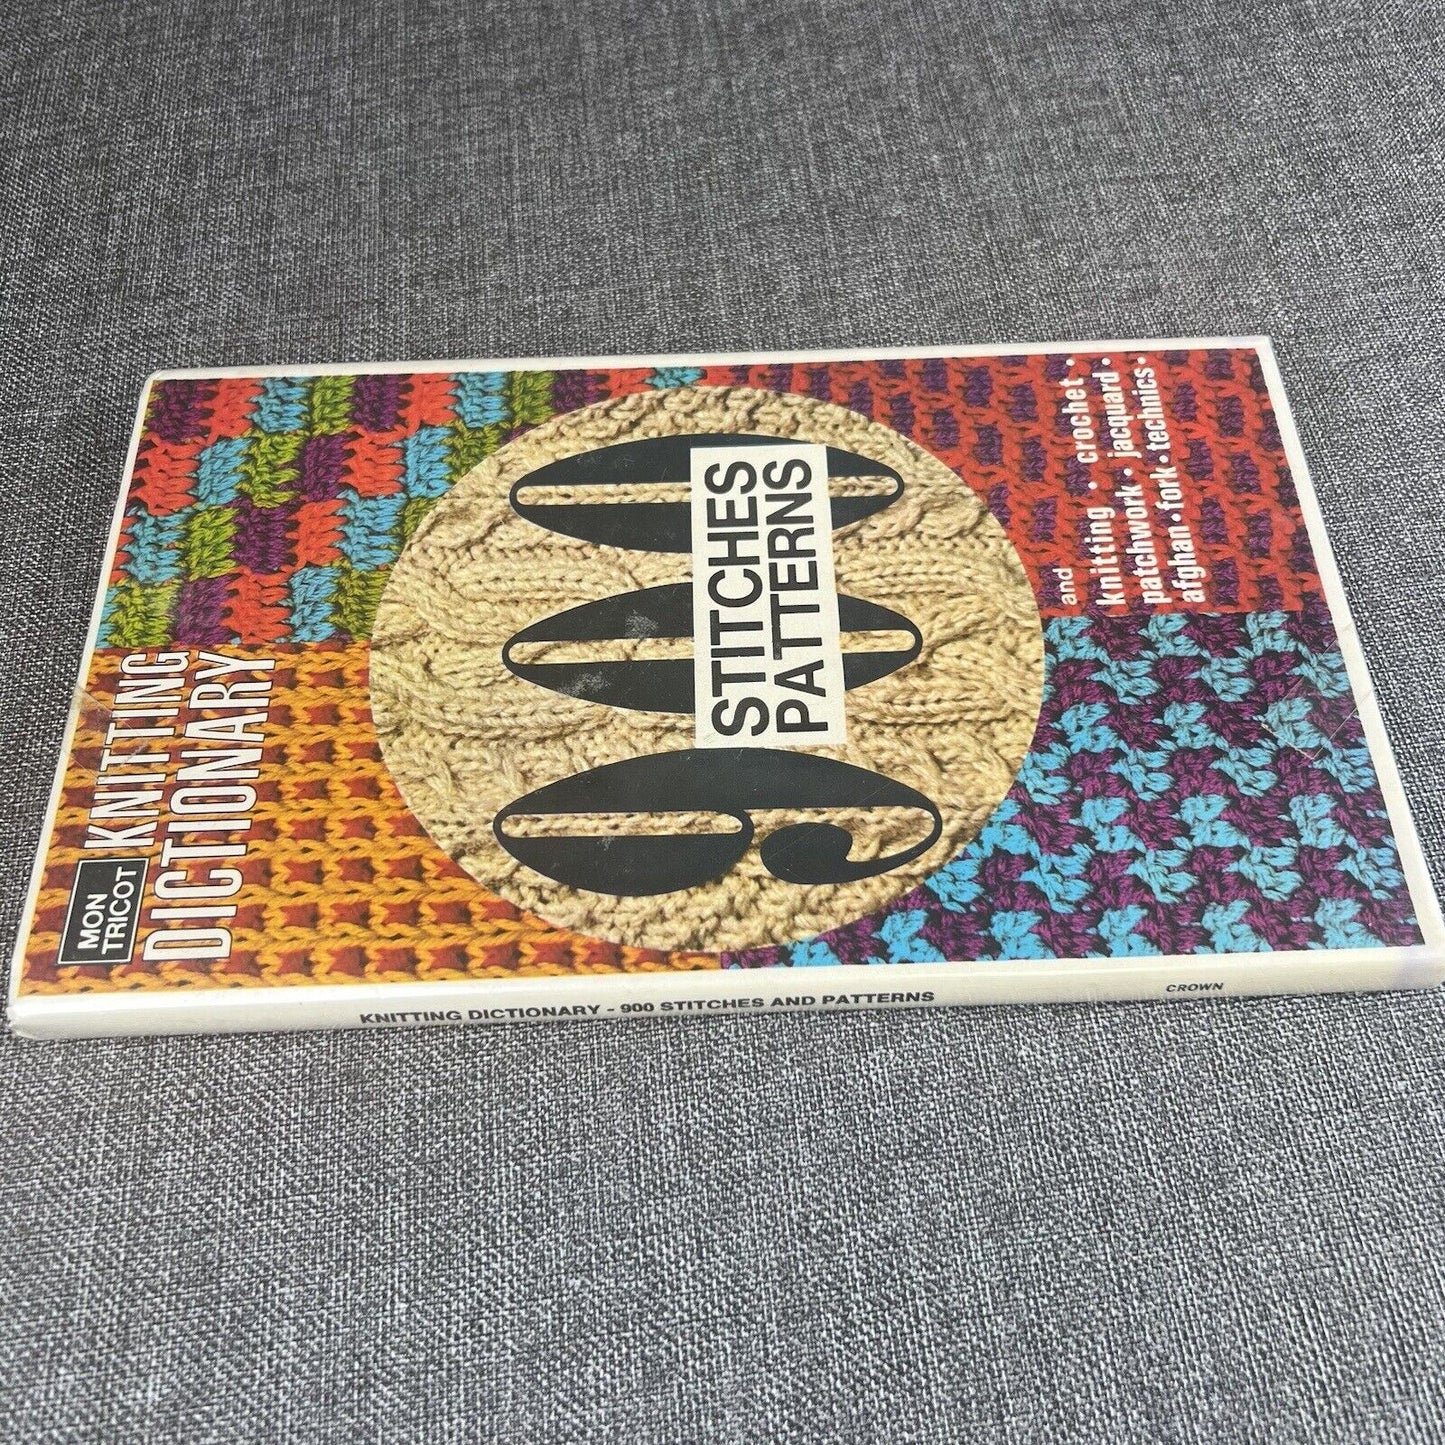 MON
TRICOT
KNITTING
DICTIONARY
900
STITCHES
PATTERNS
and
knitting • crochet •
patchwork • jacquard •
afghan • fork • technics •
KNITTING DICTIONARY - 900 STITCHES AND PATTERNS
CROWN